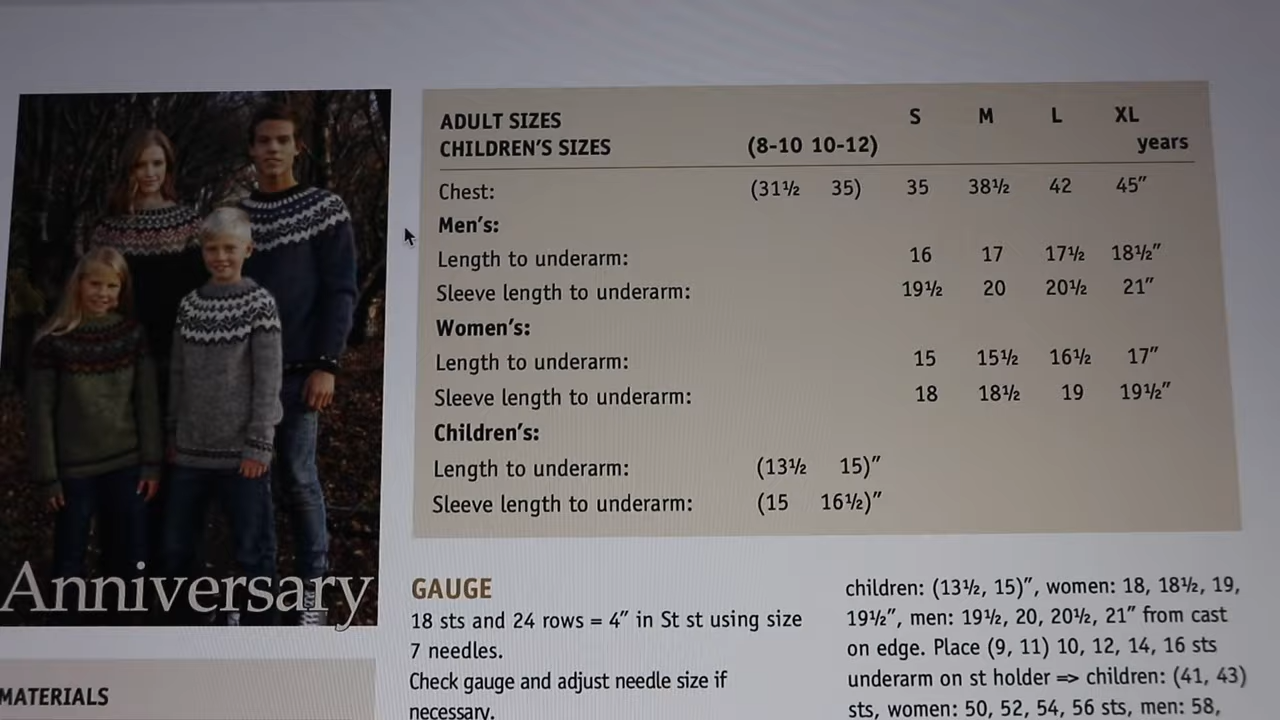 ADULT SIZES S M L XL
CHILDREN'S SIZES (8-10 10-12) years
Chest: (31½ 35) 35 38½ 42 45"
Men's:
Length to underarm: 16 17 17½ 18½"
Sleeve length to underarm: 19½ 20 20½ 21"
Women's:
Length to underarm: 15 15½ 16½ 17"
Sleeve length to underarm: 18 18½ 19 19½"
Children's:
Length to underarm: (13½ 15)"
Sleeve length to underarm: (15 16½)"
Anniversary
MATERIALS
GAUGE
18 sts and 24 rows = 4" in St st using size
7 needles.
Check gauge and adjust needle size if
necessary.
children: (13½, 15)", women: 18, 18½, 19,
19½", men: 19½, 20, 20½, 21" from cast
on edge. Place (9, 11) 10, 12, 14, 16 sts
underarm on st holder => children: (41, 43)
sts, women: 50, 52, 54, 56 sts, men: 58,